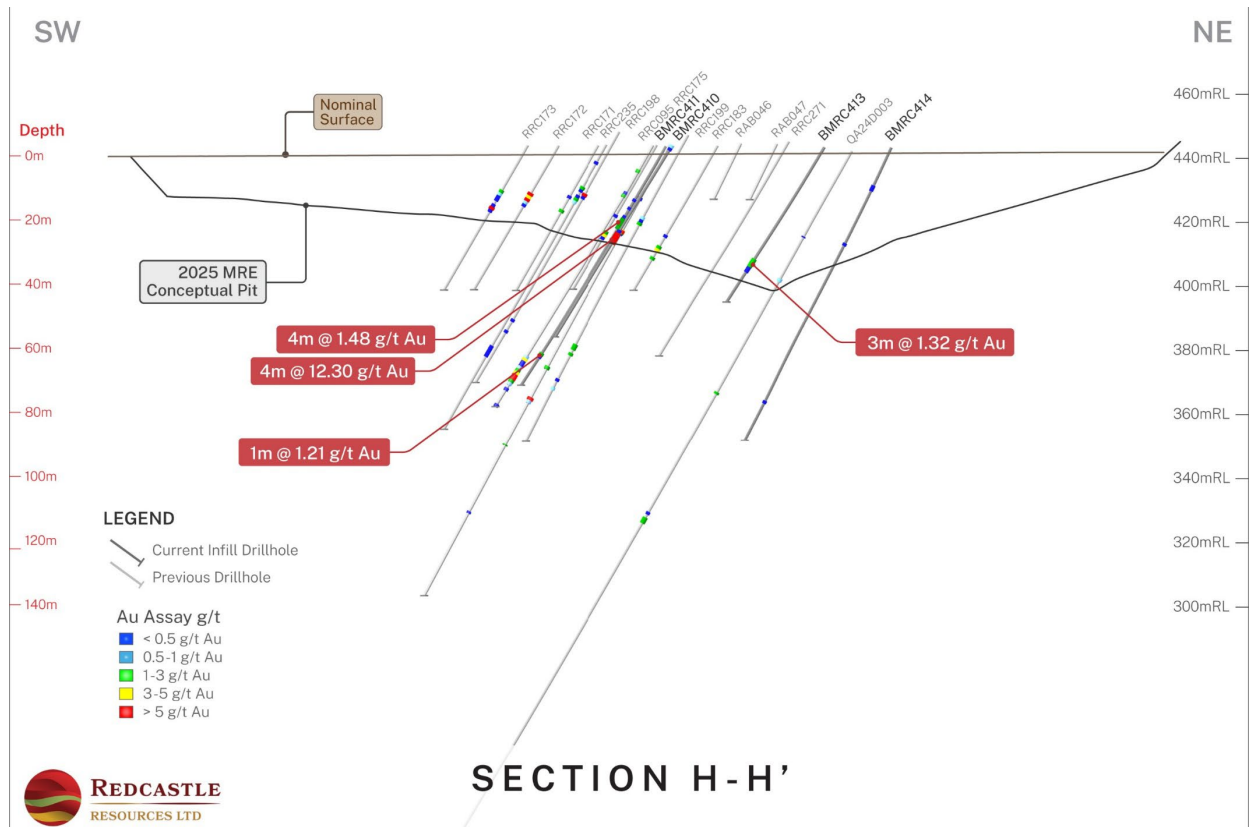 SW
NE
Nominal
Surface
Depth
0m
20m
40m
60m
80m
100m
120m
140m
RRC173
RRC172
RRC171
RRC235
RRC198
RRC095
RRC175
BMRC411
BMRC410
RRC199
RRC183
RAB046
RAB047
RRC271
BMRC413
QA24D003
BMRC414
460mRL
440mRL
420mRL
400mRL
380mRL
360mRL
340mRL
320mRL
300mRL
2025 MRE
Conceptual Pit
4m @ 1.48 g/t Au
4m @ 12.30 g/t Au
1m @ 1.21 g/t Au
3m @ 1.32 g/t Au
LEGEND
Current Infill Drillhole
Previous Drillhole
Au Assay g/t
< 0.5 g/t Au
0.5-1 g/t Au
1-3 g/t Au
3-5 g/t Au
> 5 g/t Au
SECTION H-H’
REDCASTLE
RESOURCES LTD